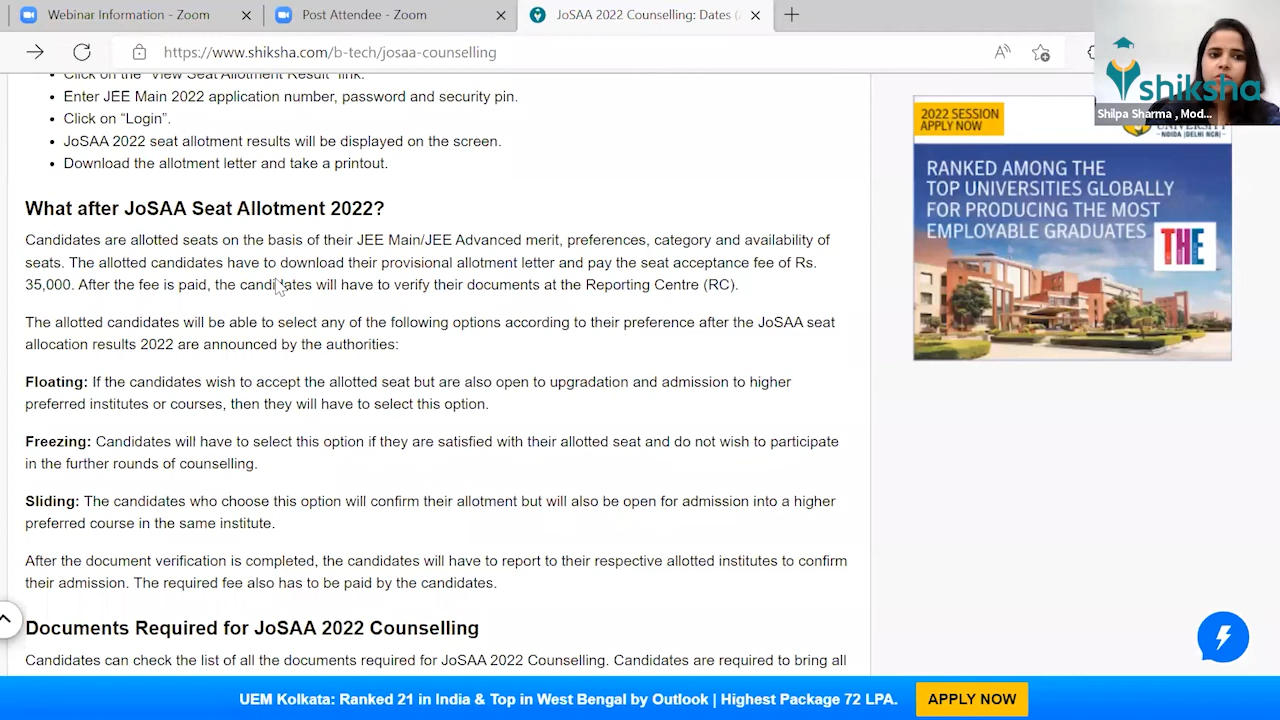 Webinar Information - Zoom
Post Attendee - Zoom
JoSAA 2022 Counselling: Dates (
https://www.shiksha.com/b-tech/josaa-counselling
shiksha
Shilpa Sharma , Mod...
Click on the "View Seat Allotment Result" link.
Enter JEE Main 2022 application number, password and security pin.
Click on “Login”.
JoSAA 2022 seat allotment results will be displayed on the screen.
Download the allotment letter and take a printout.
What after JoSAA Seat Allotment 2022?
Candidates are allotted seats on the basis of their JEE Main/JEE Advanced merit, preferences, category and availability of
seats. The allotted candidates have to download their provisional allotment letter and pay the seat acceptance fee of Rs.
35,000. After the fee is paid, the candidates will have to verify their documents at the Reporting Centre (RC).
The allotted candidates will be able to select any of the following options according to their preference after the JoSAA seat
allocation results 2022 are announced by the authorities:
Floating: If the candidates wish to accept the allotted seat but are also open to upgradation and admission to higher
preferred institutes or courses, then they will have to select this option.
Freezing: Candidates will have to select this option if they are satisfied with their allotted seat and do not wish to participate
in the further rounds of counselling.
Sliding: The candidates who choose this option will confirm their allotment but will also be open for admission into a higher
preferred course in the same institute.
After the document verification is completed, the candidates will have to report to their respective allotted institutes to confirm
their admission. The required fee also has to be paid by the candidates.
Documents Required for JoSAA 2022 Counselling
Candidates can check the list of all the documents required for JoSAA 2022 Counselling. Candidates are required to bring all
2022 SESSION
APPLY NOW
UNIVERSITY
NOIDA (DELHI NCR)
RANKED AMONG THE
TOP UNIVERSITIES GLOBALLY
FOR PRODUCING THE MOST
EMPLOYABLE GRADUATES
THE
UEM Kolkata: Ranked 21 in India & Top in West Bengal by Outlook | Highest Package 72 LPA.
APPLY NOW